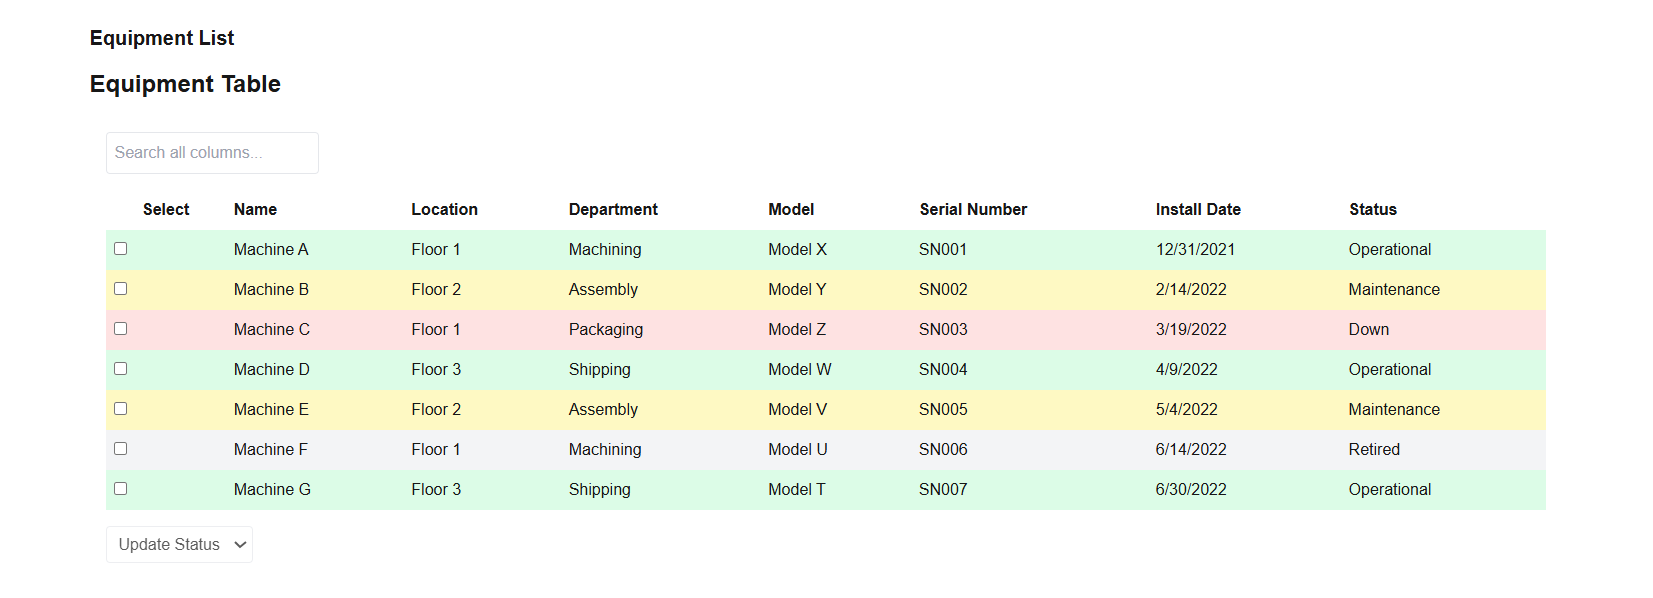 Equipment List
Equipment Table
Search all columns...
Select Name Location Department Model Serial Number Install Date Status
Machine A Floor 1 Machining Model X SN001 12/31/2021 Operational
Machine B Floor 2 Assembly Model Y SN002 2/14/2022 Maintenance
Machine C Floor 1 Packaging Model Z SN003 3/19/2022 Down
Machine D Floor 3 Shipping Model W SN004 4/9/2022 Operational
Machine E Floor 2 Assembly Model V SN005 5/4/2022 Maintenance
Machine F Floor 1 Machining Model U SN006 6/14/2022 Retired
Machine G Floor 3 Shipping Model T SN007 6/30/2022 Operational
Update Status